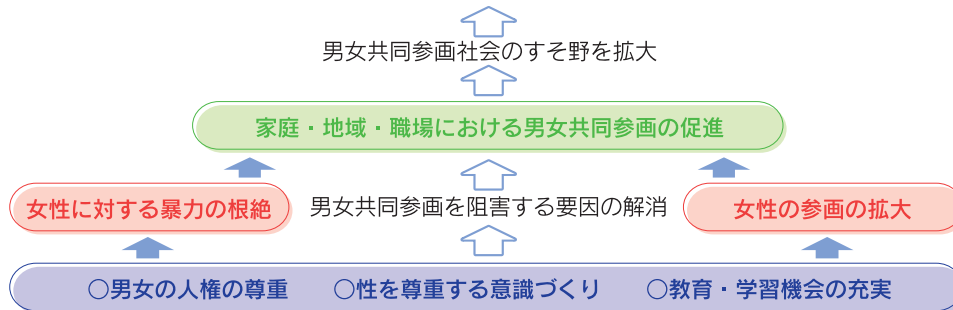 男女共同参画社会のすそ野を拡大
家庭・地域・職場における男女共同参画の促進
女性に対する暴力の根絶
男女共同参画を阻害する要因の解消
女性の参画の拡大
○男女の人権の尊重 ○性を尊重する意識づくり ○教育・学習機会の充実